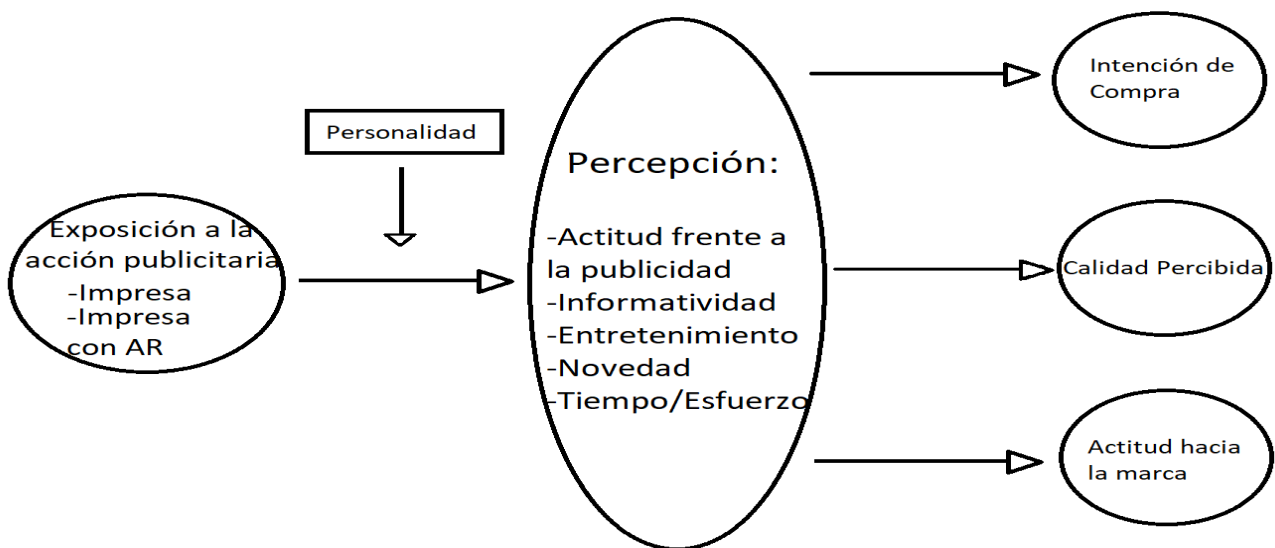 Exposición a la
acción publicitaria
-Impresa
-Impresa
con AR
Personalidad
Percepción:
-Actitud frente a
la publicidad
-Informatividad
-Entretenimiento
-Novedad
-Tiempo/Esfuerzo
Intención de
Compra
Calidad Percibida
Actitud hacia
la marca